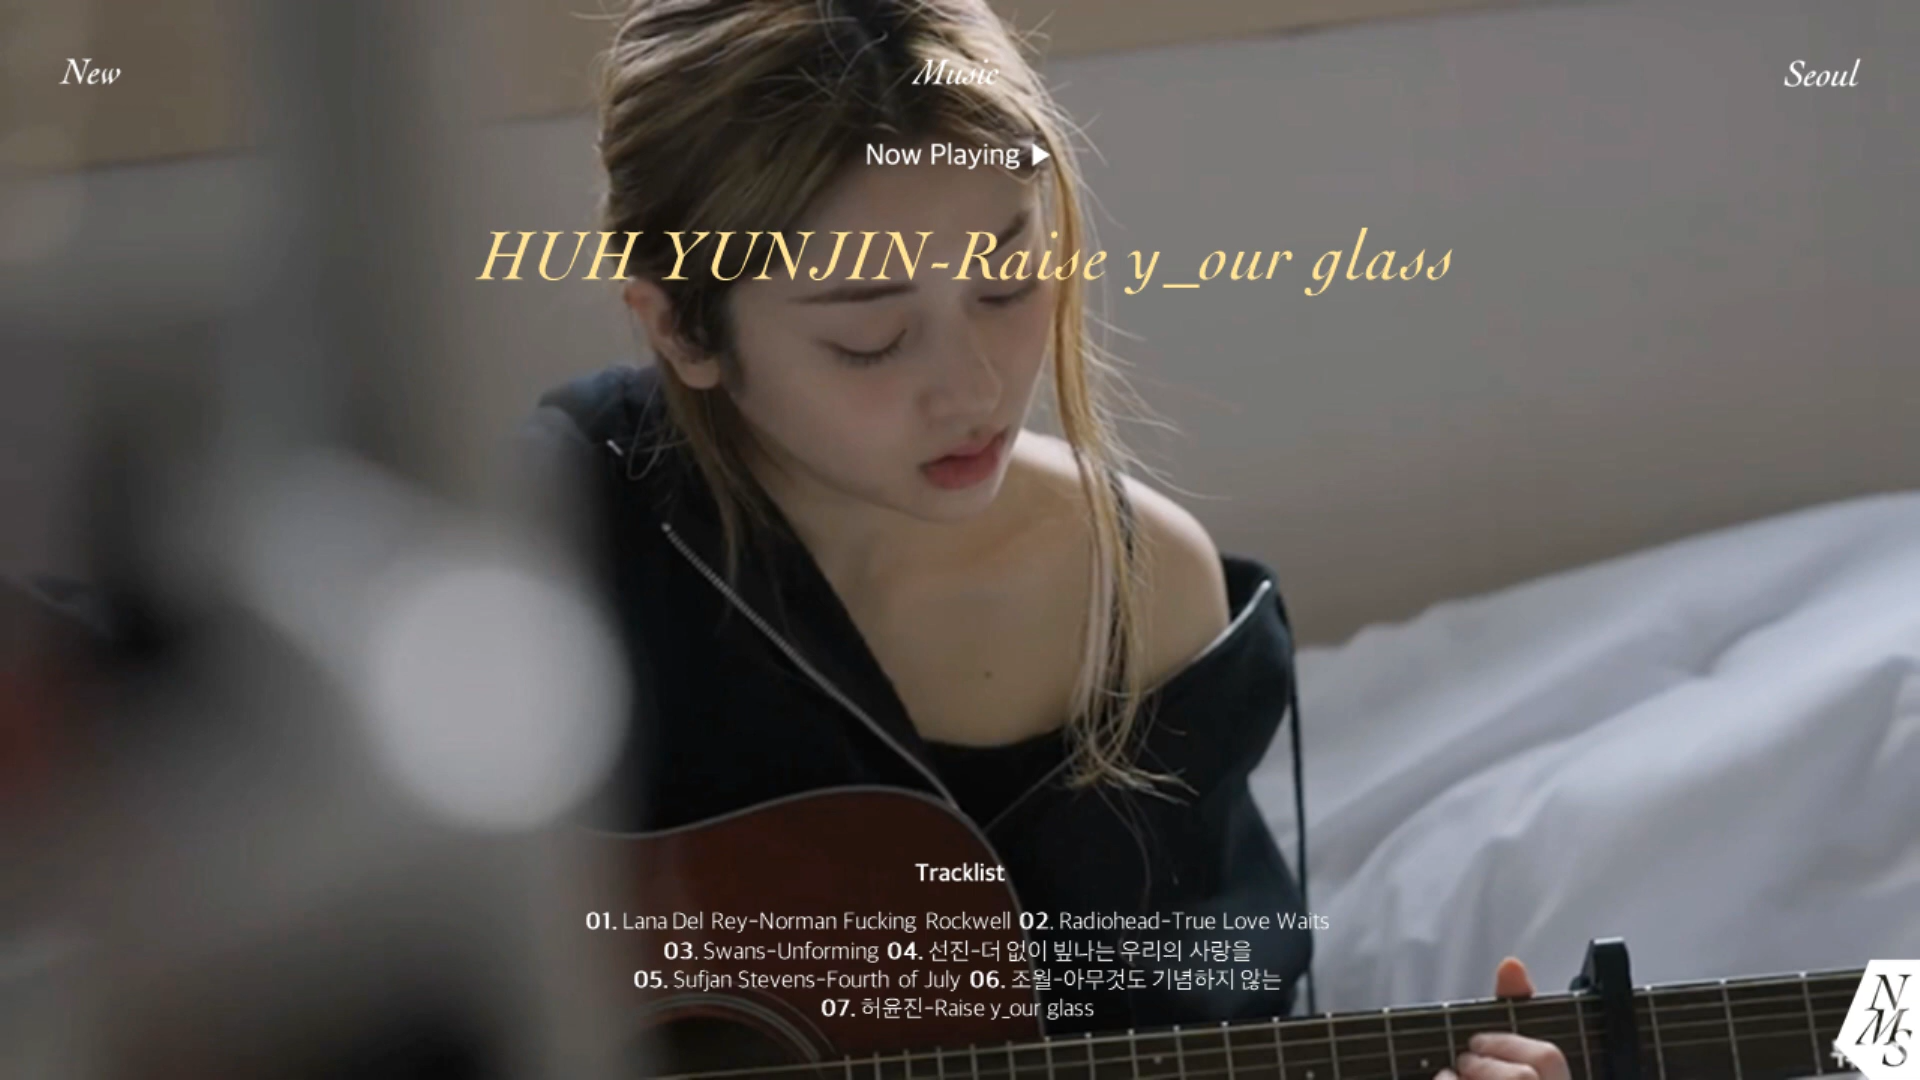 New Music Seoul
Now Playing ▶
HUH YUNJIN-Raise y_our glass
Tracklist
01. Lana Del Rey-Norman Fucking Rockwell 02. Radiohead-True Love Waits
03. Swans-Unforming 04. 선진-더 없이 빛나는 우리의 사랑을
05. Sufjan Stevens-Fourth of July 06. 조월-아무것도 기념하지 않는
07. 허윤진-Raise y_our glass
NMS